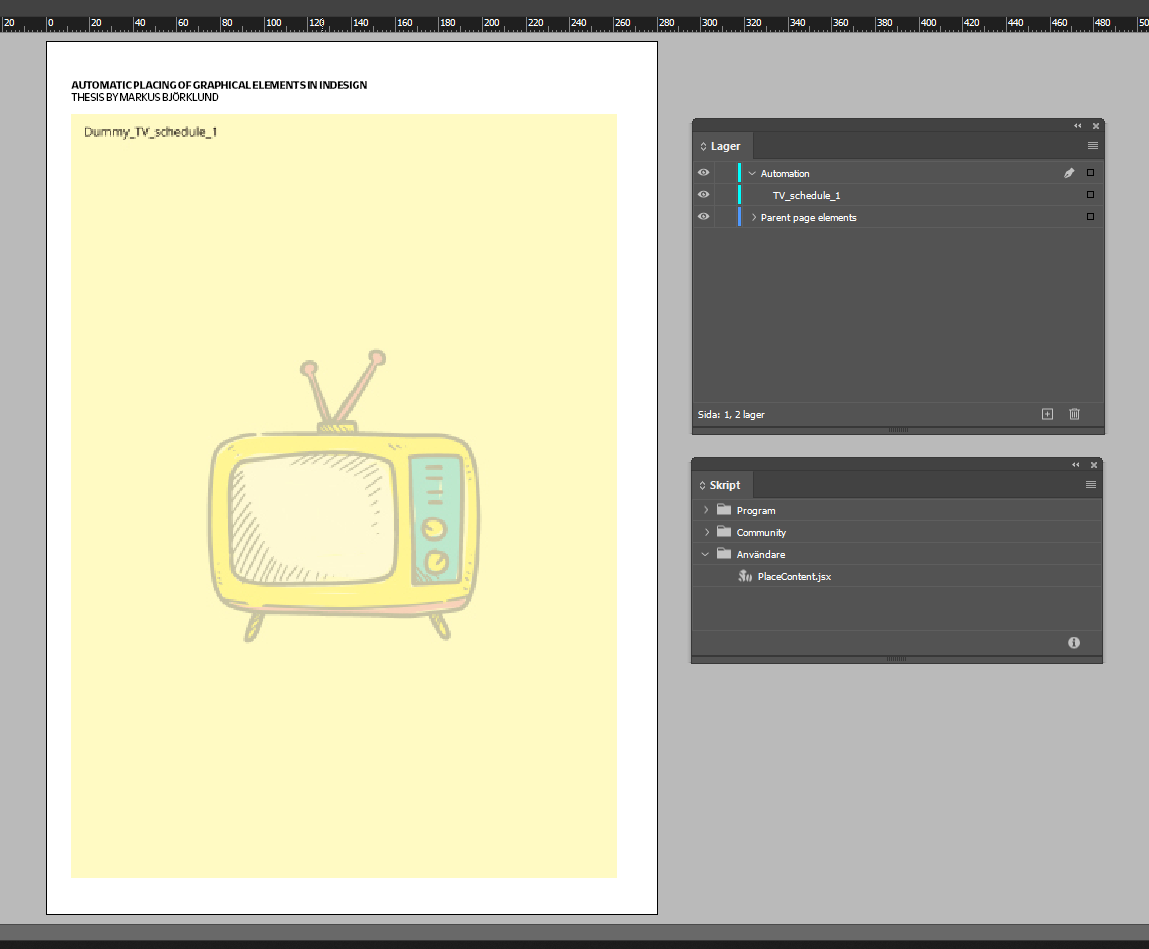 20 0 20 40 60 80 100 120 140 160 180 200 220 240 260 280 300 320 340 360 380 400 420 440 460 480 50
AUTOMATIC PLACING OF GRAPHICAL ELEMENTS IN INDESIGN
THESIS BY MARKUS BJÖRKLUND
Dummy_TV_schedule_1
Lager
Automation
TV_schedule_1
Parent page elements
Sida: 1, 2 lager
Skript
Program
Community
Användare
PlaceContent.jsx